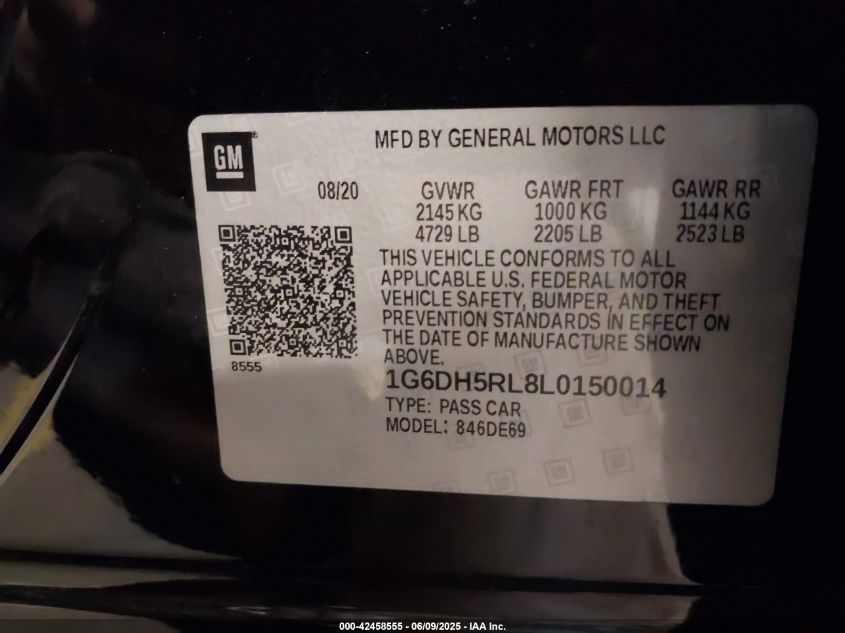 GM
MFD BY GENERAL MOTORS LLC
08/20
GVWR GAWR FRT GAWR RR
2145 KG 1000 KG 1144 KG
4729 LB 2205 LB 2523 LB
THIS VEHICLE CONFORMS TO ALL
APPLICABLE U.S. FEDERAL MOTOR
VEHICLE SAFETY, BUMPER, AND THEFT
PREVENTION STANDARDS IN EFFECT ON
THE DATE OF MANUFACTURE SHOWN
ABOVE.
8555
1G6DH5RL8L0150014
TYPE: PASS CAR
MODEL: 846DE69
000-42458555 - 06/09/2025 - IAA Inc.